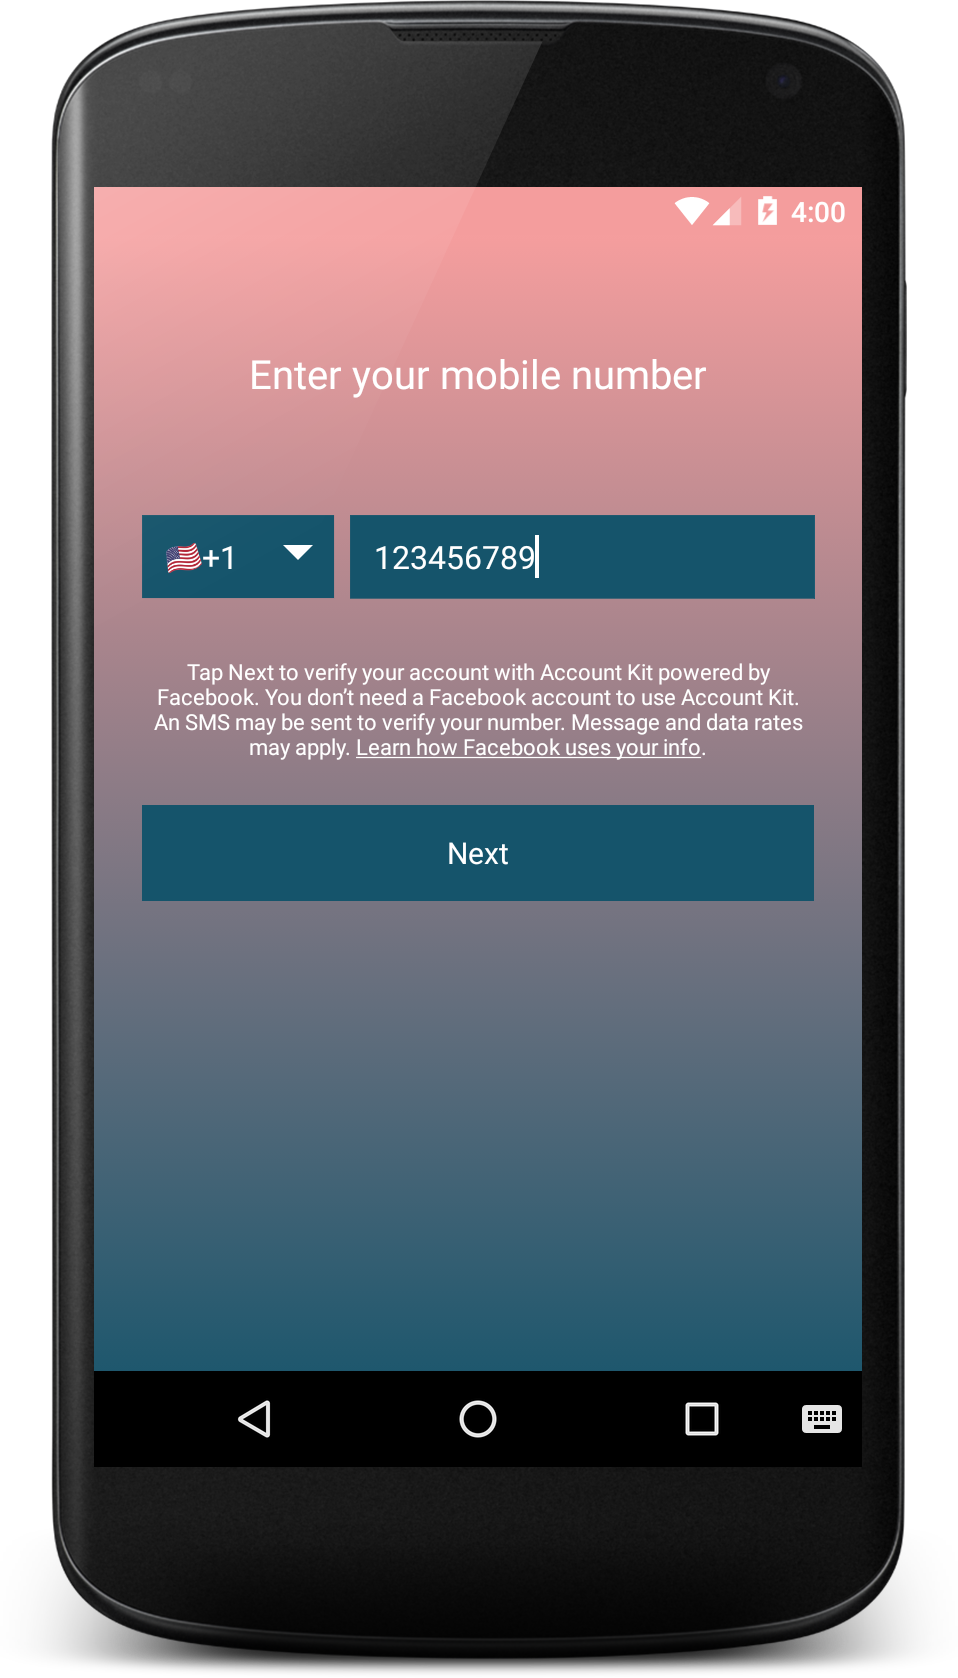 4:00
Enter your mobile number
🇺🇸+1
123456789
Tap Next to verify your account with Account Kit powered by
Facebook. You don’t need a Facebook account to use Account Kit.
An SMS may be sent to verify your number. Message and data rates
may apply. Learn how Facebook uses your info.
Next